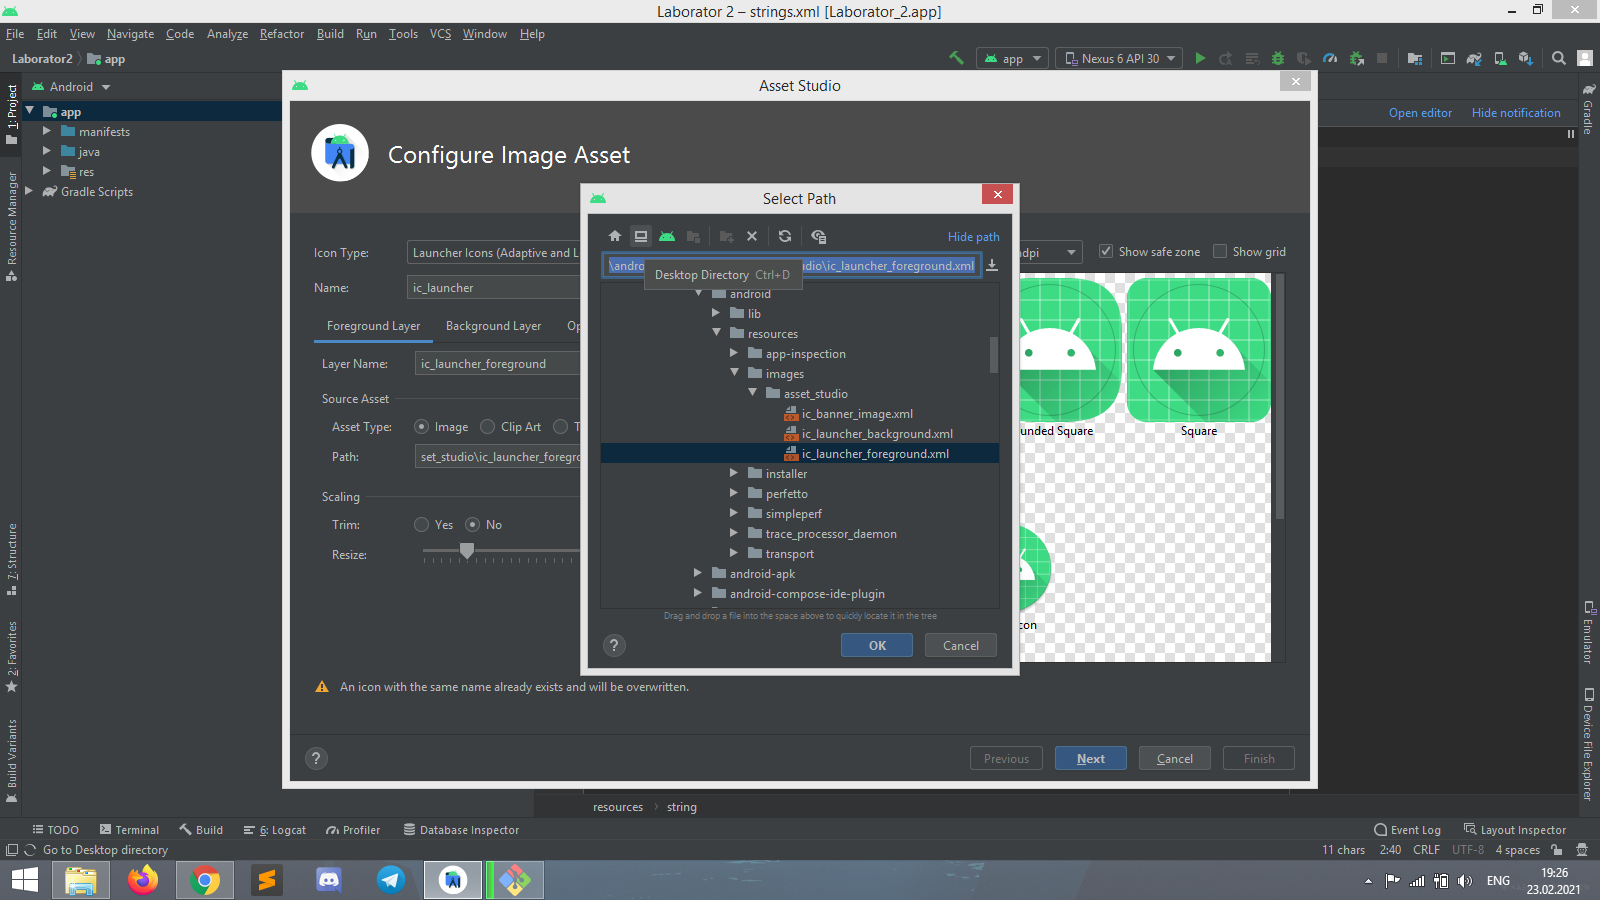 Laborator 2 – strings.xml [Laborator_2.app]
File Edit View Navigate Code Analyze Refactor Build Run Tools VCS Window Help
Laborator2 app
app Nexus 6 API 30
Android
Asset Studio
1: Project
Resource Manager
7: Structure
2: Favorites
Build Variants
Gradle
Emulator
Device File Explorer
app
manifests
java
res
Gradle Scripts
Open editor Hide notification
Configure Image Asset
Icon Type: Launcher Icons (Adaptive and L
Name: ic_launcher
Foreground Layer Background Layer Op
Layer Name: ic_launcher_foreground
Source Asset
Asset Type: Image Clip Art T
Path: set_studio\ic_launcher_foregro
Scaling
Trim: Yes No
Resize:
dpi Show safe zone Show grid
unded Square
Square
con
Select Path
Hide path
\andro udio\ic_launcher_foreground.xml
Desktop Directory Ctrl+D
android
lib
resources
app-inspection
images
asset_studio
ic_banner_image.xml
ic_launcher_background.xml
ic_launcher_foreground.xml
installer
perfetto
simpleperf
trace_processor_daemon
transport
android-apk
android-compose-ide-plugin
Drag and drop a file into the space above to quickly locate it in the tree
? OK Cancel
An icon with the same name already exists and will be overwritten.
? Previous Next Cancel Finish
resources › string
TODO Terminal Build 6: Logcat Profiler Database Inspector Event Log Layout Inspector
Go to Desktop directory 11 chars 2:40 CRLF UTF-8 4 spaces
ENG
19:26
23.02.2021